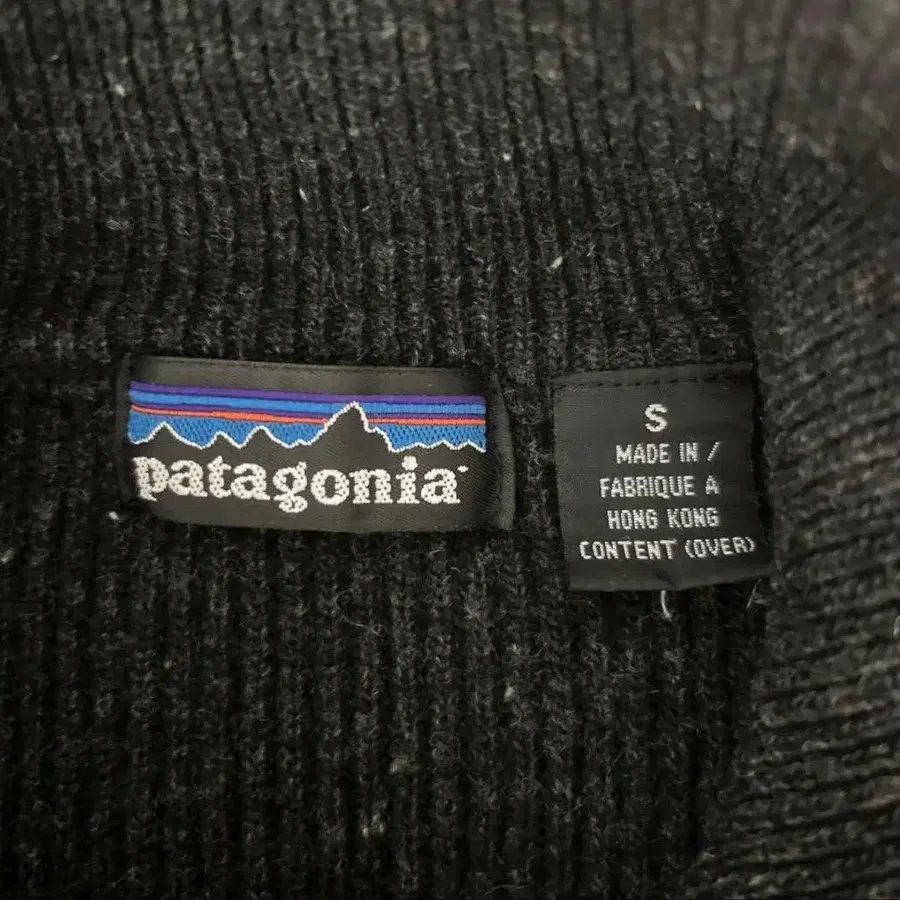 patagonia
S
MADE IN /
FABRIQUE A
HONG KONG
CONTENT (OVER)